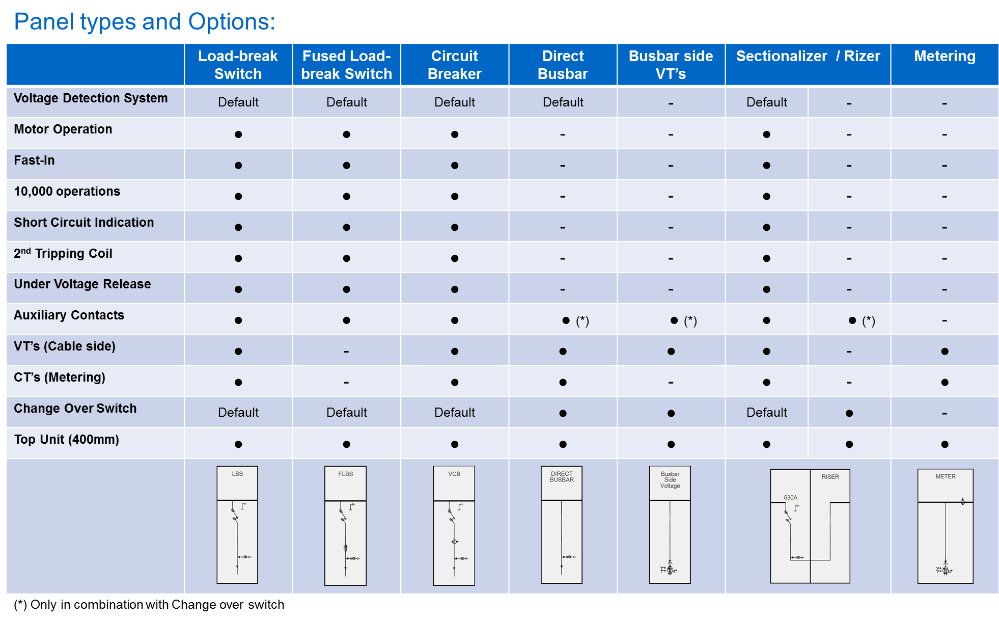 Panel types and Options:
Load-break Switch Fused Load-break Switch Circuit Breaker Direct Busbar Busbar side VT’s Sectionalizer / Rizer Metering
Voltage Detection System Default Default Default Default - Default - -
Motor Operation ● ● ● - - ● - -
Fast-In ● ● ● - - ● - -
10,000 operations ● ● ● - - ● - -
Short Circuit Indication ● ● ● - - ● - -
2nd Tripping Coil ● ● ● - - ● - -
Under Voltage Release ● ● ● - - ● - -
Auxiliary Contacts ● ● ● ● (*) ● (*) ● ● (*) -
VT’s (Cable side) ● - ● ● ● ● - ●
CT’s (Metering) ● - ● ● - ● - ●
Change Over Switch Default Default Default ● ● Default ● -
Top Unit (400mm) ● ● ● ● ● ● ● ●
LBS
FLBS
VCB
DIRECT
BUSBAR
Busbar
Side
Voltage
630A
RISER
METER
(*) Only in combination with Change over switch